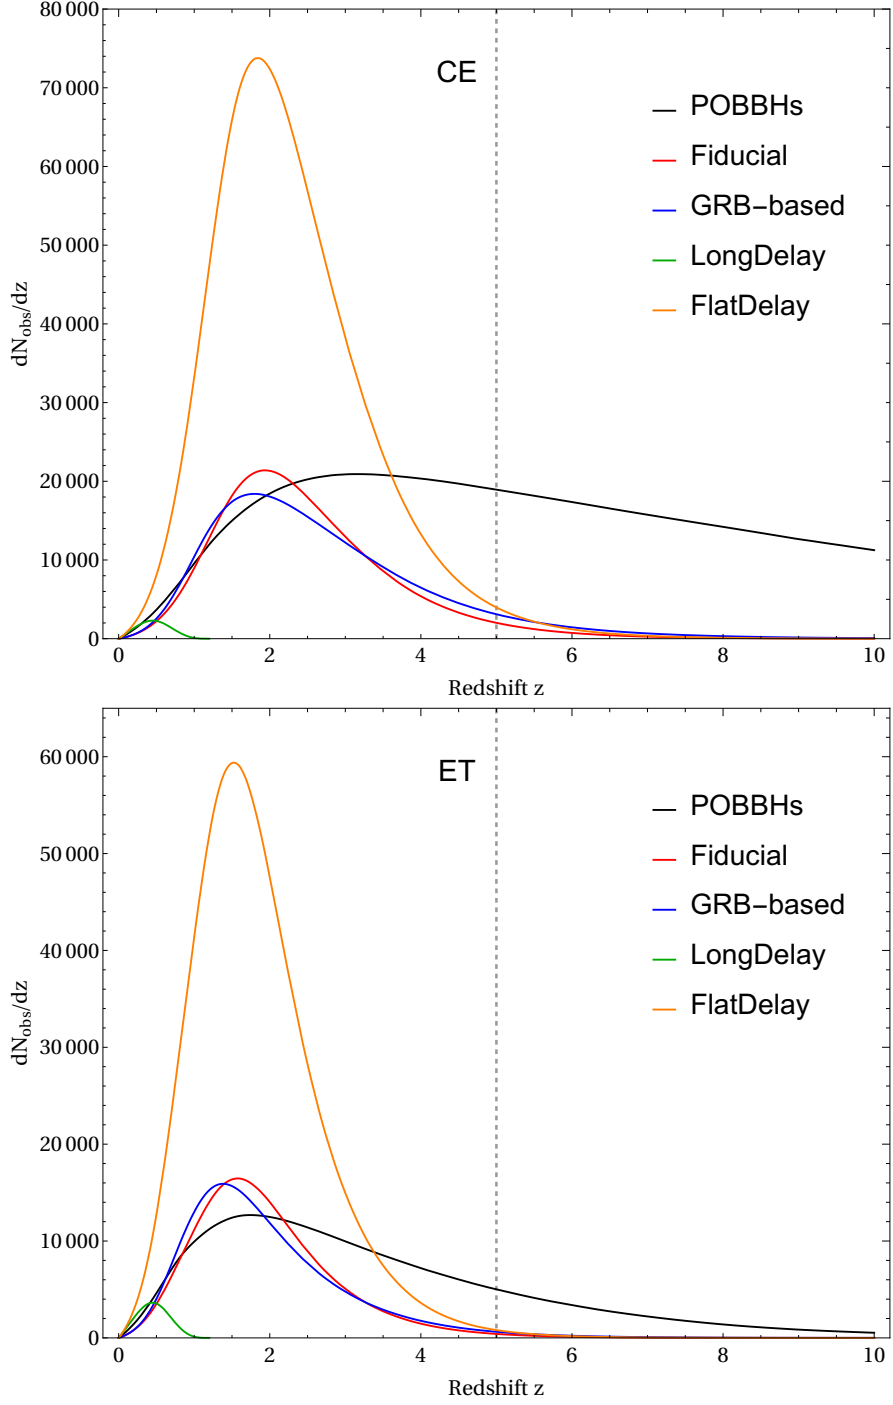 80 000
70 000
60 000
50 000
40 000
30 000
20 000
10 000
0
dN_obs/dz
CE
POBBHs
Fiducial
GRB−based
LongDelay
FlatDelay
0 2 4 6 8 10
Redshift z
60 000
50 000
40 000
30 000
20 000
10 000
0
dN_obs/dz
ET
POBBHs
Fiducial
GRB−based
LongDelay
FlatDelay
0 2 4 6 8 10
Redshift z